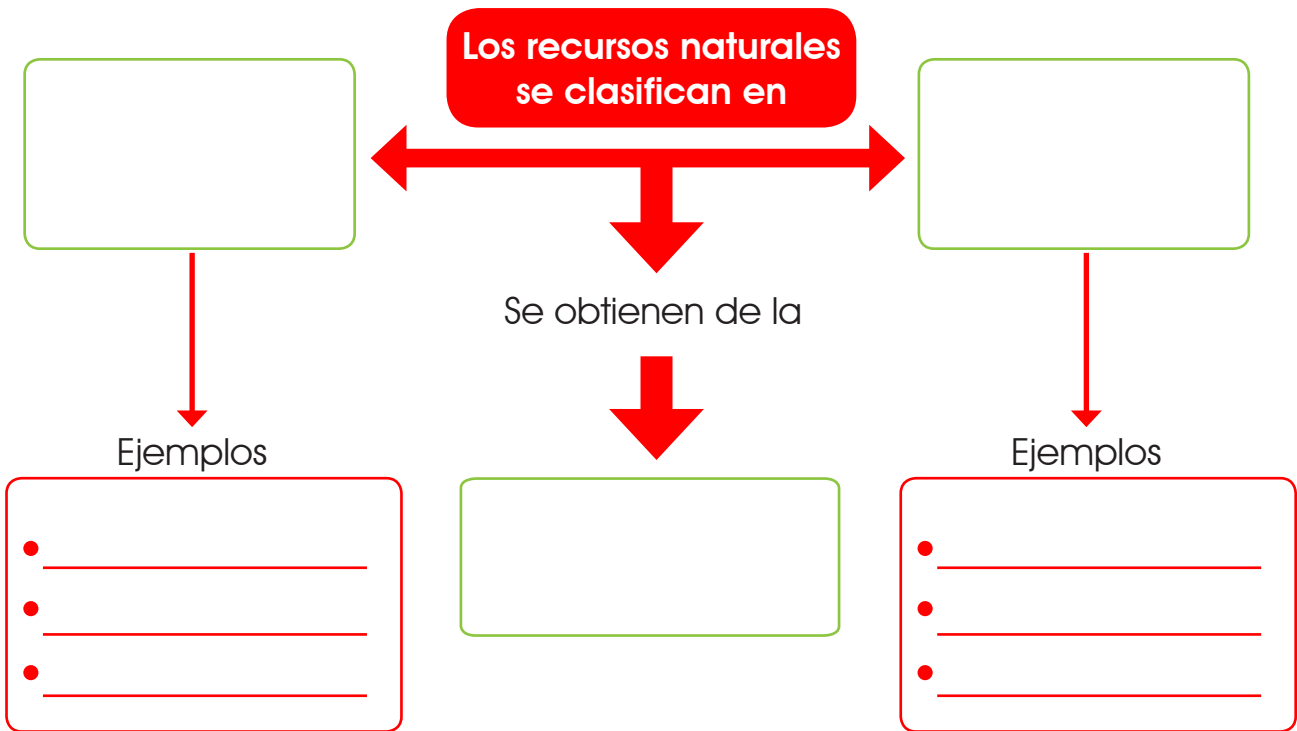 Los recursos naturales
se clasifican en
Se obtienen de la
Ejemplos
Ejemplos